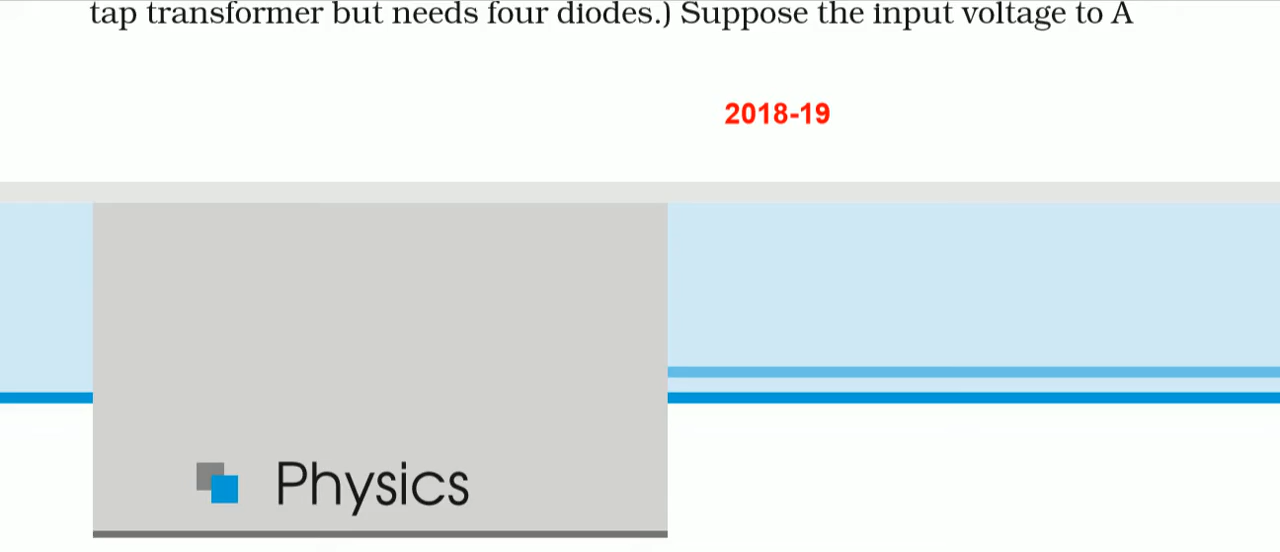 tap transformer but needs four diodes.) Suppose the input voltage to A
2018-19
Physics